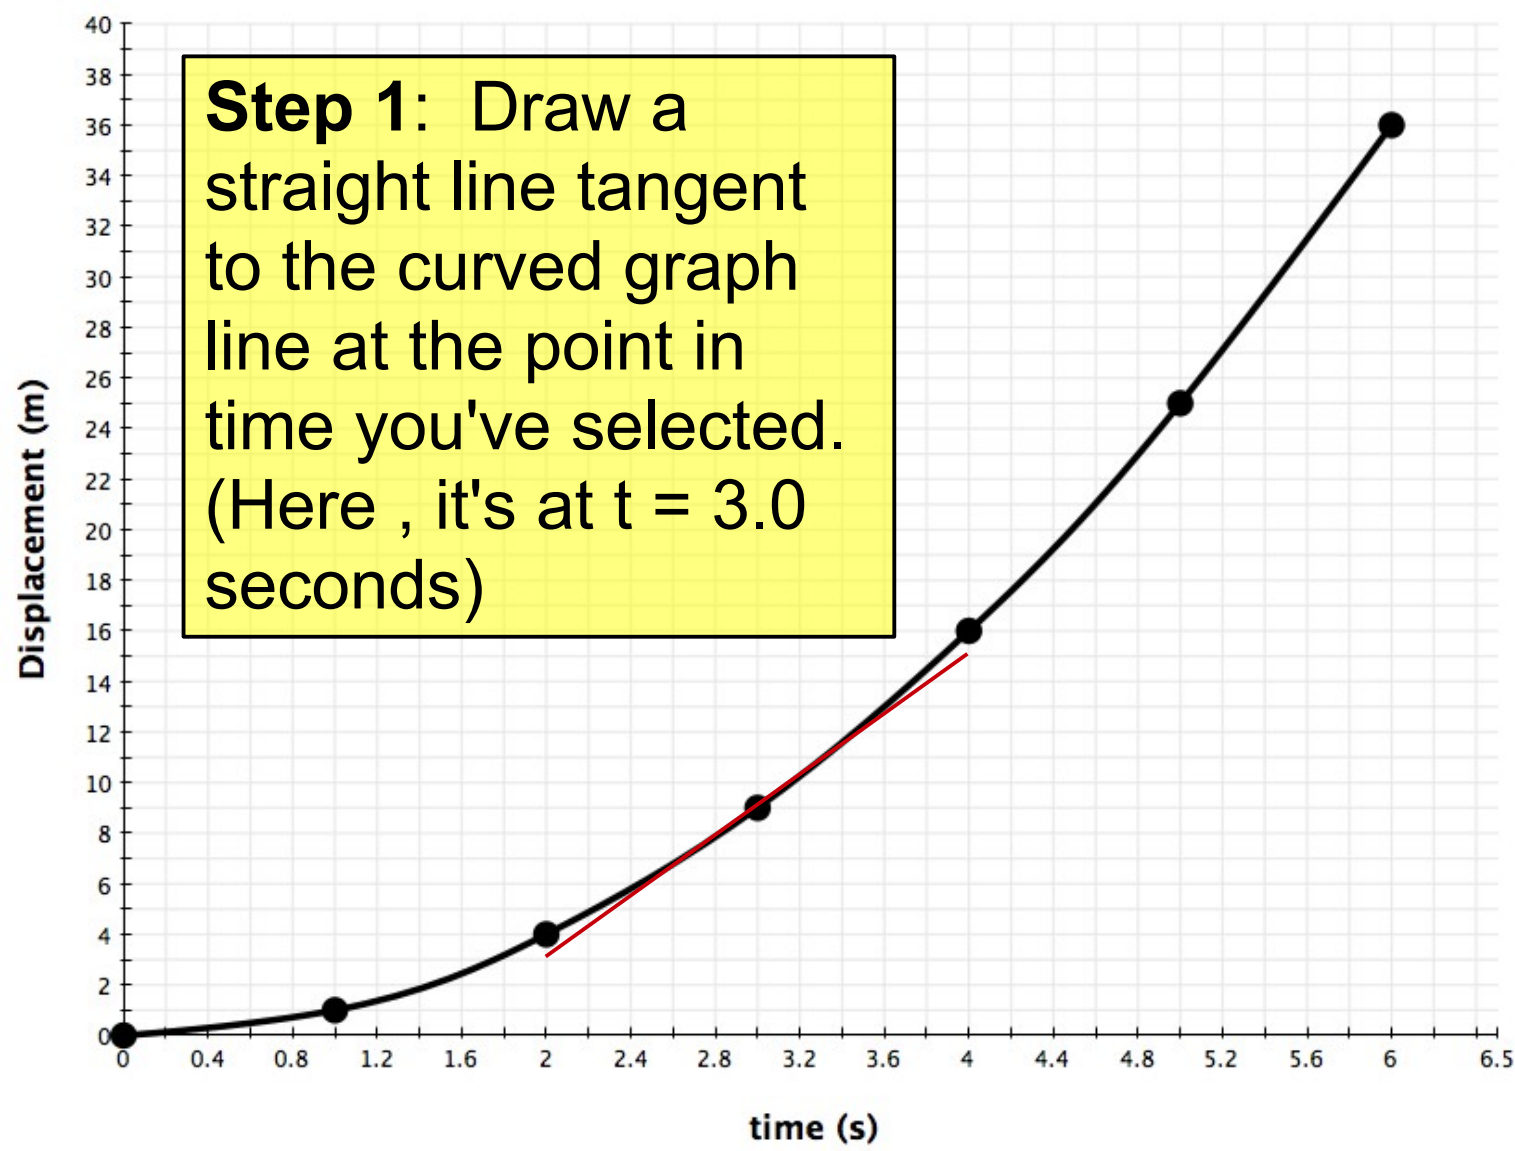 40
38
36
34
32
30
28
26
24
22
20
18
16
14
12
10
8
6
4
2
0
Displacement (m)
Step 1:  Draw a
straight line tangent
to the curved graph
line at the point in
time you've selected.
(Here , it's at t = 3.0
seconds)
0 0.4 0.8 1.2 1.6 2 2.4 2.8 3.2 3.6 4 4.4 4.8 5.2 5.6 6 6.5
time (s)